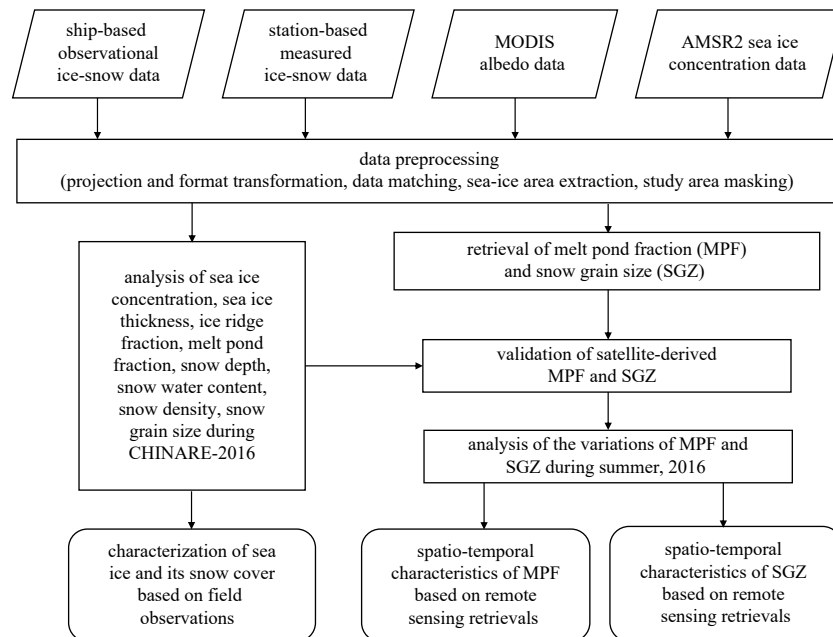 ship-based
observational
ice-snow data
station-based
measured
ice-snow data
MODIS
albedo data
AMSR2 sea ice
concentration data
data preprocessing
(projection and format transformation, data matching, sea-ice area extraction, study area masking)
analysis of sea ice
concentration, sea ice
thickness, ice ridge
fraction, melt pond
fraction, snow depth,
snow water content,
snow density, snow
grain size during
CHINARE-2016
retrieval of melt pond fraction (MPF)
and snow grain size (SGZ)
validation of satellite-derived
MPF and SGZ
analysis of the variations of MPF and
SGZ during summer, 2016
characterization of sea
ice and its snow cover
based on field
observations
spatio-temporal
characteristics of MPF
based on remote
sensing retrievals
spatio-temporal
characteristics of SGZ
based on remote
sensing retrievals